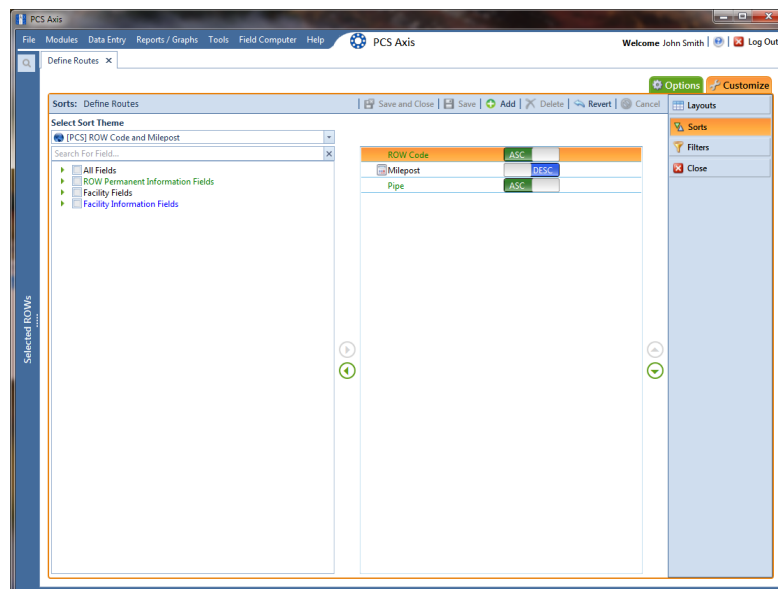 PCS Axis
File Modules Data Entry Reports / Graphs Tools Field Computer Help PCS Axis Welcome John Smith Log Out
Define Routes
Options Customize
Sorts: Define Routes Save and Close Save Add Delete Revert Cancel
Layouts
Select Sort Theme
Sorts
[PCS] ROW Code and Milepost
Filters
Search For Field...
ROW Code ASC
Close
All Fields
Milepost DESC
ROW Permanent Information Fields
Pipe ASC
Facility Fields
Facility Information Fields
Selected ROWs